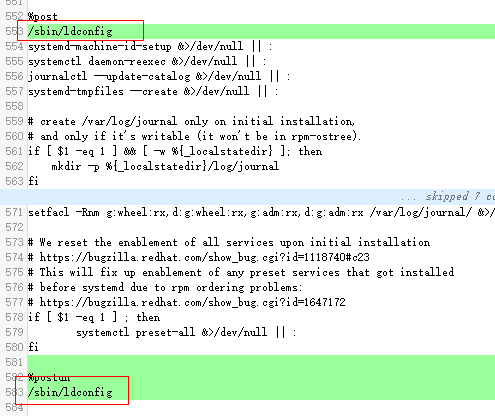 551
552 %post
553 /sbin/ldconfig
554 systemd-machine-id-setup &>/dev/null || :
555 systemctl daemon-reexec &>/dev/null || :
556 journalctl --update-catalog &>/dev/null || :
557 systemd-tmpfiles --create &>/dev/null || :
558
559 # create /var/log/journal only on initial installation,
560 # and only if it's writable (it won't be in rpm-ostree).
561 if [ $1 -eq 1 ] && [ -w %{_localstatedir} ]; then
562     mkdir -p %{_localstatedir}/log/journal
563 fi
... skipped 7 co
571 setfacl -Rnm g:wheel:rx,d:g:wheel:rx,g:adm:rx,d:g:adm:rx /var/log/journal/ &>/
572
573 # We reset the enablement of all services upon initial installation
574 # https://bugzilla.redhat.com/show_bug.cgi?id=1118740#c23
575 # This will fix up enablement of any preset services that got installed
576 # before systemd due to rpm ordering problems:
577 # https://bugzilla.redhat.com/show_bug.cgi?id=1647172
578 if [ $1 -eq 1 ] ; then
579         systemctl preset-all &>/dev/null || :
580 fi
581
582 %postun
583 /sbin/ldconfig
584